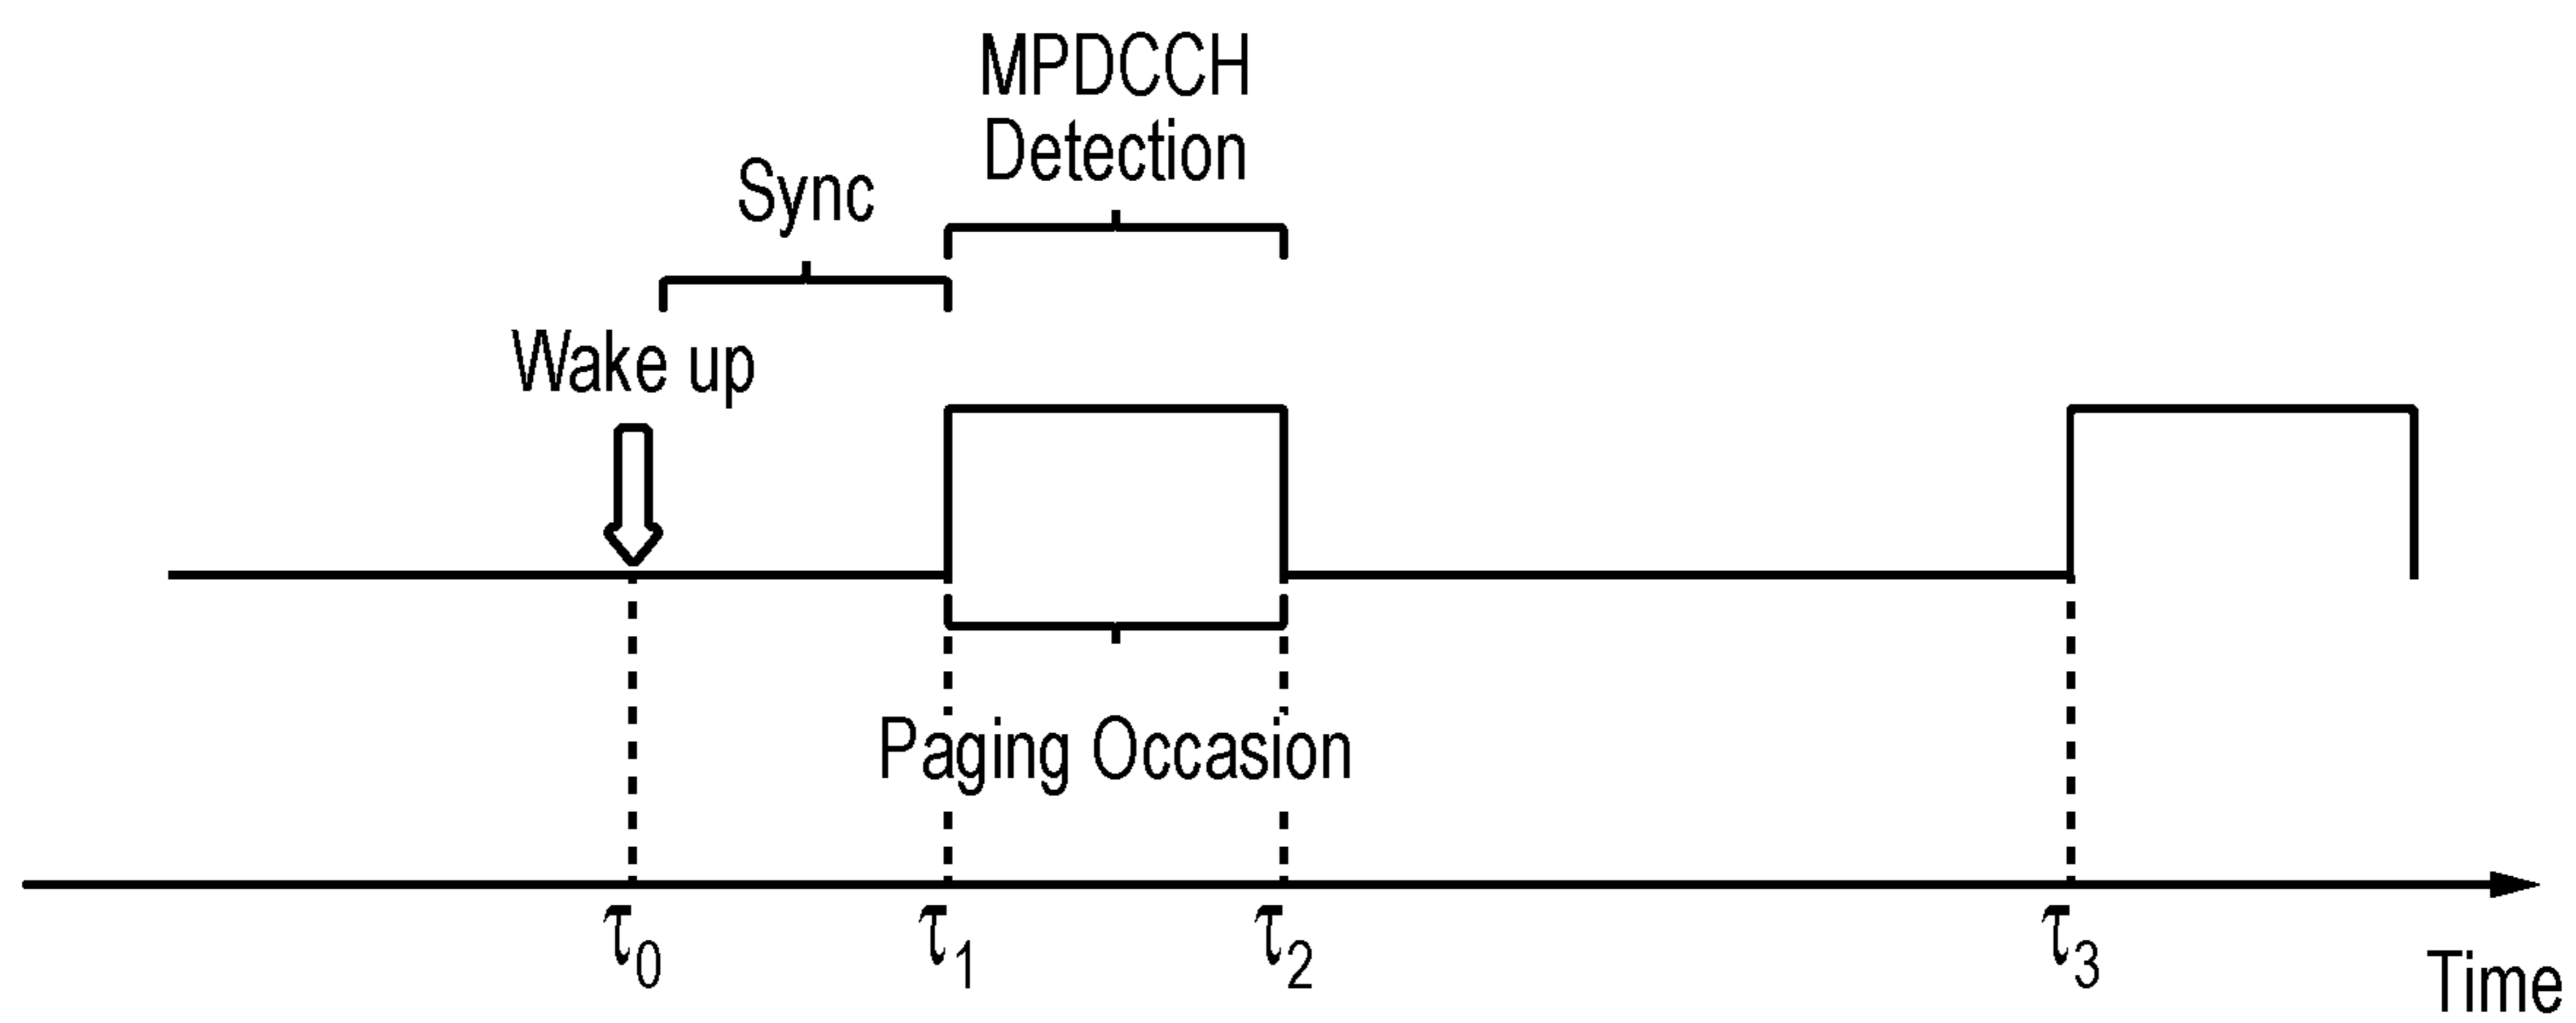 MPDCCH
Detection
Sync
Wake up
Paging Occasion
τ0
τ1
τ2
τ3
Time